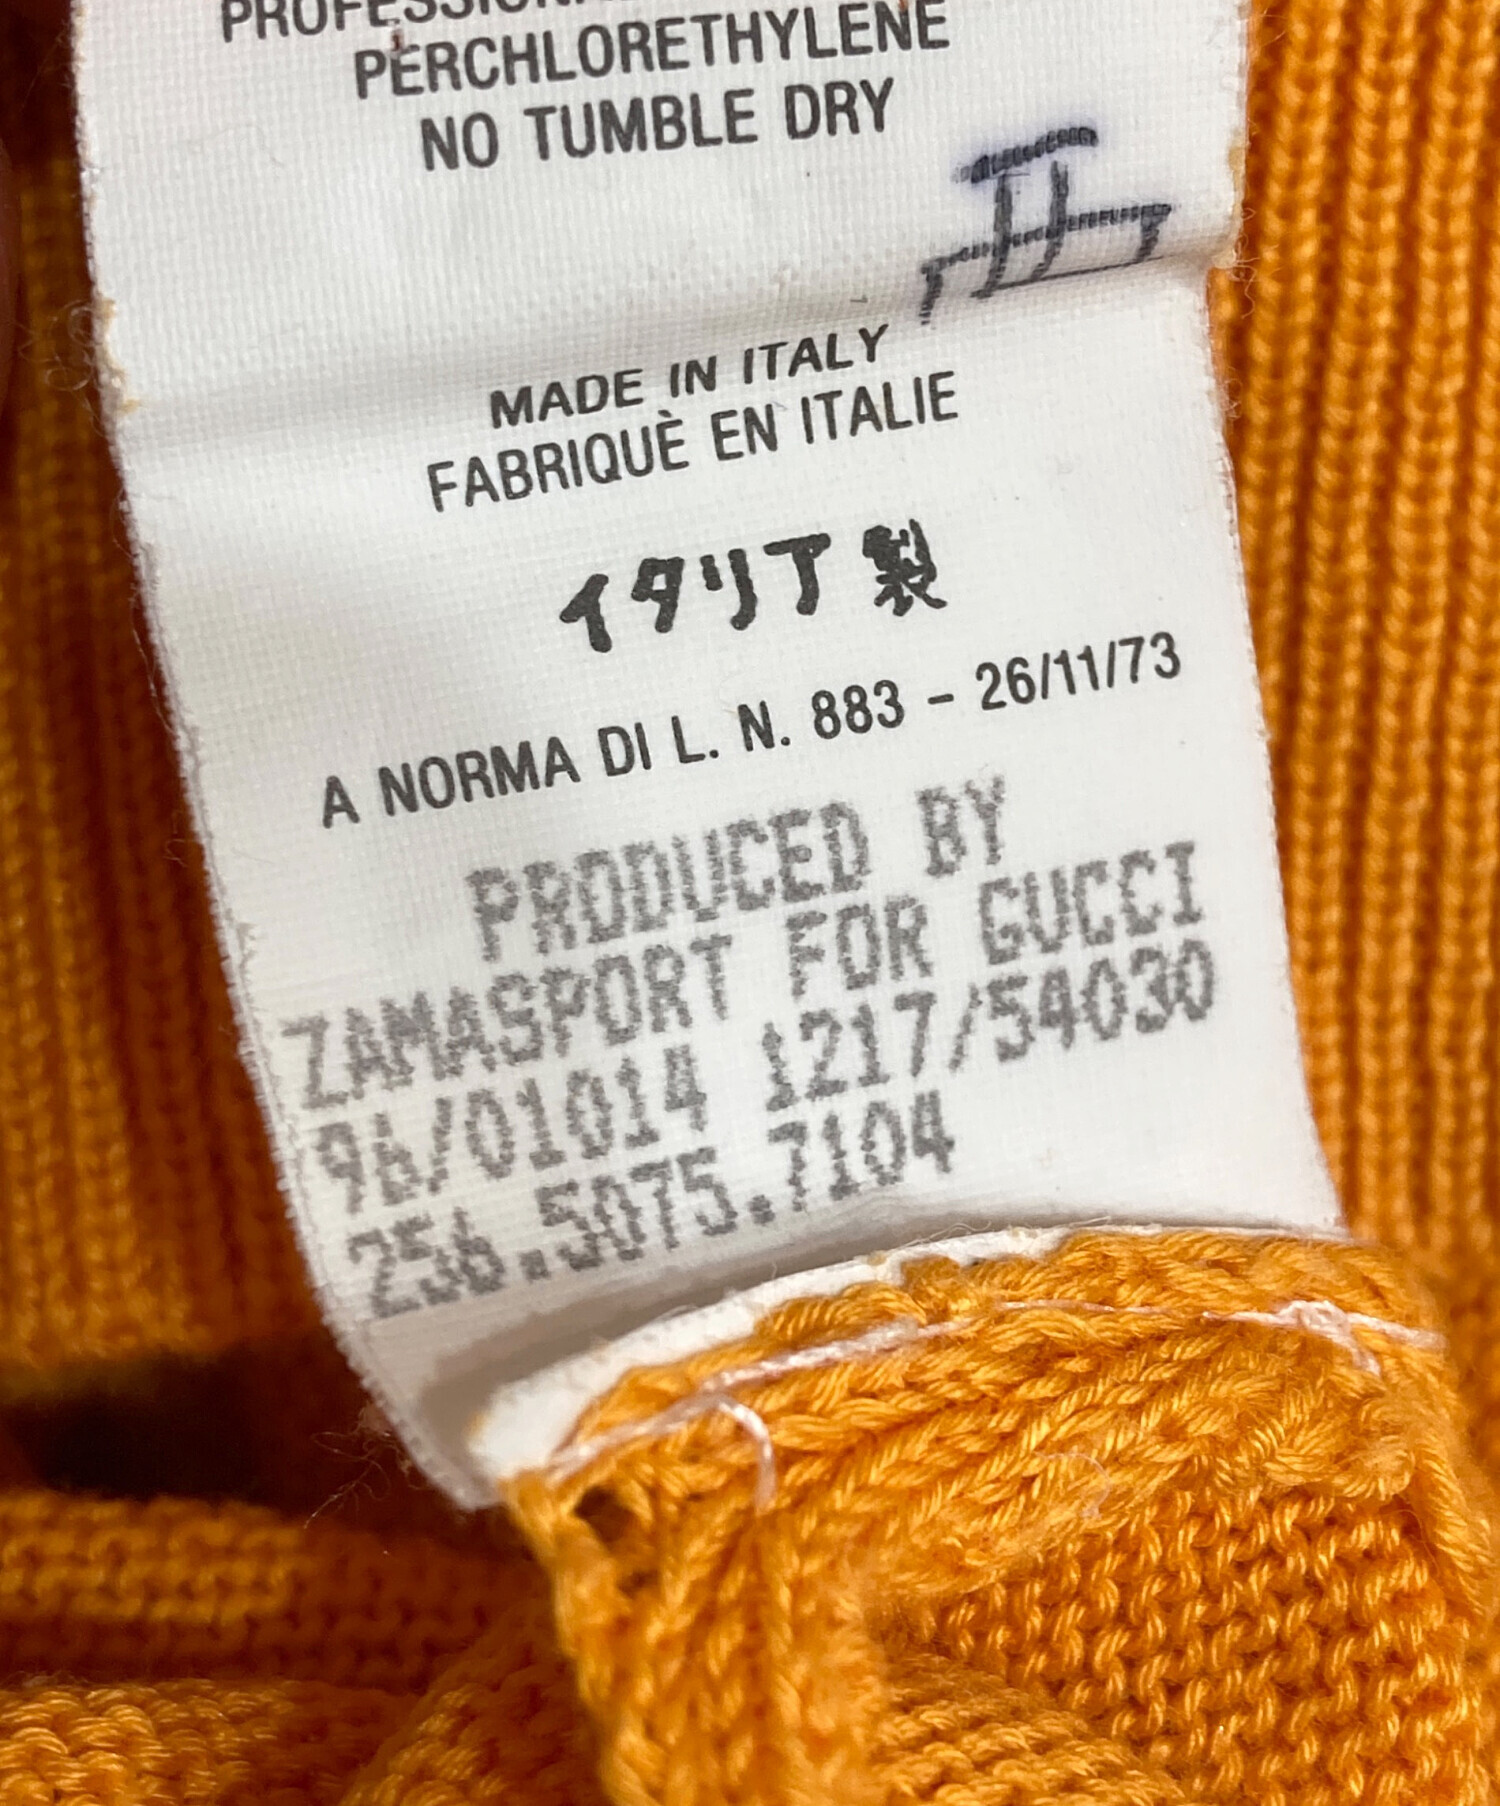 PERCHLORETHYLENE
NO TUMBLE DRY
MADE IN ITALY
FABRIQUÈ EN ITALIE
イタリア製
A NORMA DI L. N. 883 - 26/11/73
PRODUCED BY
ZAMASPORT FOR GUCCI
96/01014 1217/54030
256.5075.7104